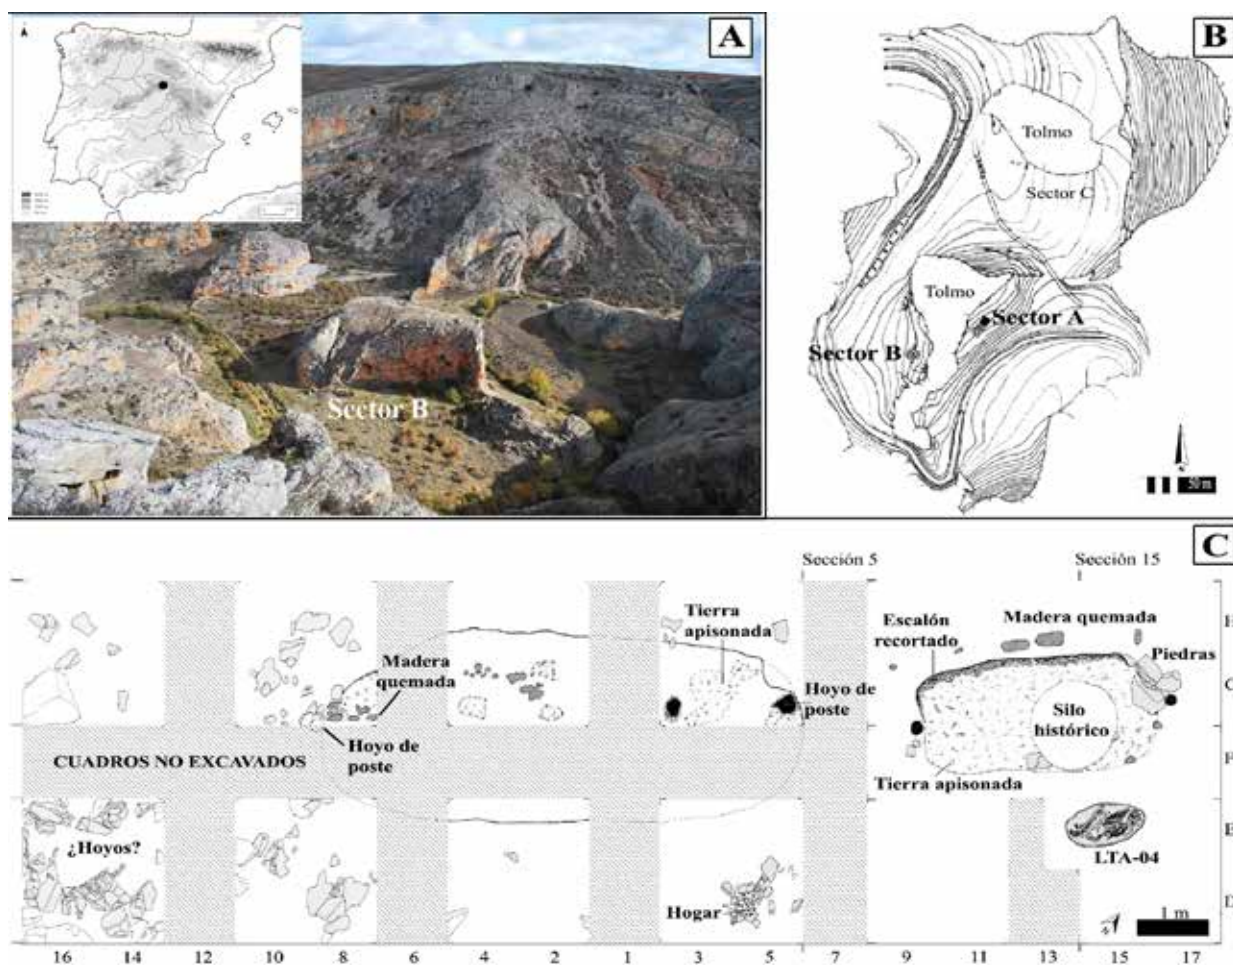 A
B
Tolmo
Sector C
Tolmo
Sector A
Sector B
Sector B
50 m
C
Sección 5
Sección 15
Tierra
apisonada
Escalón
recortado
Madera quemada
H
Madera
quemada
Piedras
G
Hoyo de
poste
Silo
histórico
Hoyo de
poste
CUADROS NO EXCAVADOS
F
Tierra apisonada
¿Hoyos?
E
LTA-04
Hogar
D
1 m
16 14 12 10 8 6 4 2 1 3 5 7 9 11 13 15 17